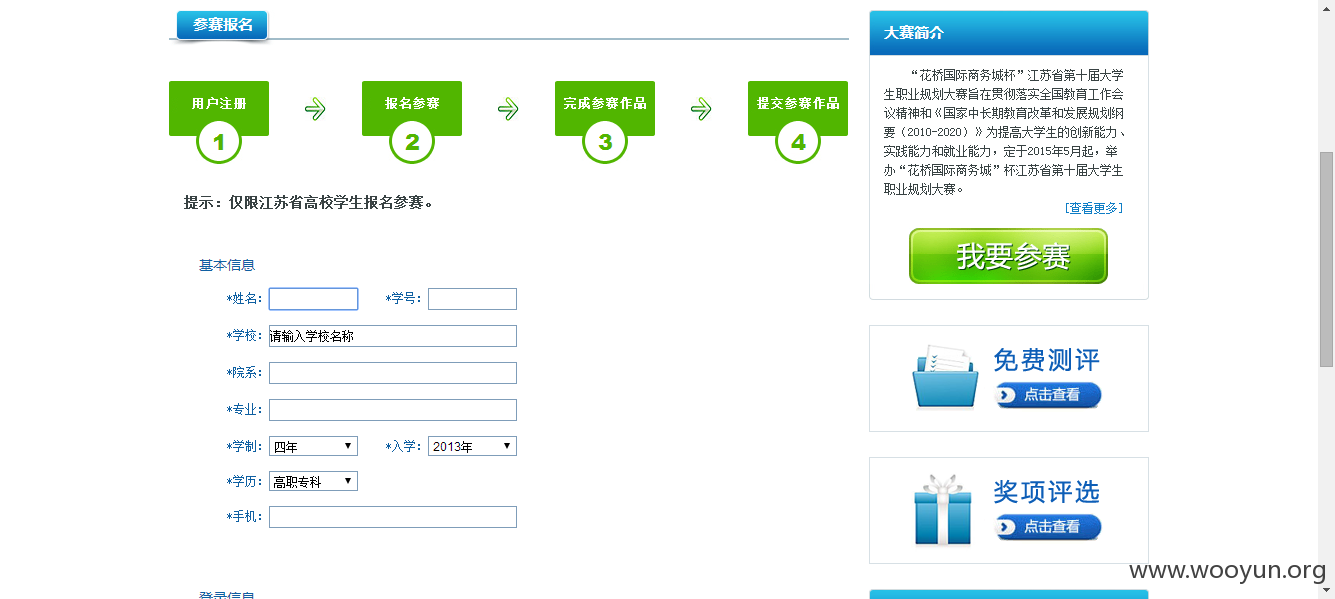 参赛报名
用户注册
1
报名参赛
2
完成参赛作品
3
提交参赛作品
4
提示：仅限江苏省高校学生报名参赛。
基本信息
*姓名：
*学号：
*学校：请输入学校名称
*院系：
*专业：
*学制：四年
*入学：2013年
*学历：高职专科
*手机：
登录信息
大赛简介
“花桥国际商务城杯”江苏省第十届大学
生职业规划大赛旨在贯彻落实全国教育工作会
议精神和《国家中长期教育改革和发展规划纲
要（2010-2020）》为提高大学生的创新能力、
实践能力和就业能力，定于2015年5月起，举
办“花桥国际商务城”杯江苏省第十届大学生
职业规划大赛。
[查看更多]
我要参赛
免费测评
点击查看
奖项评选
点击查看
www.wooyun.org